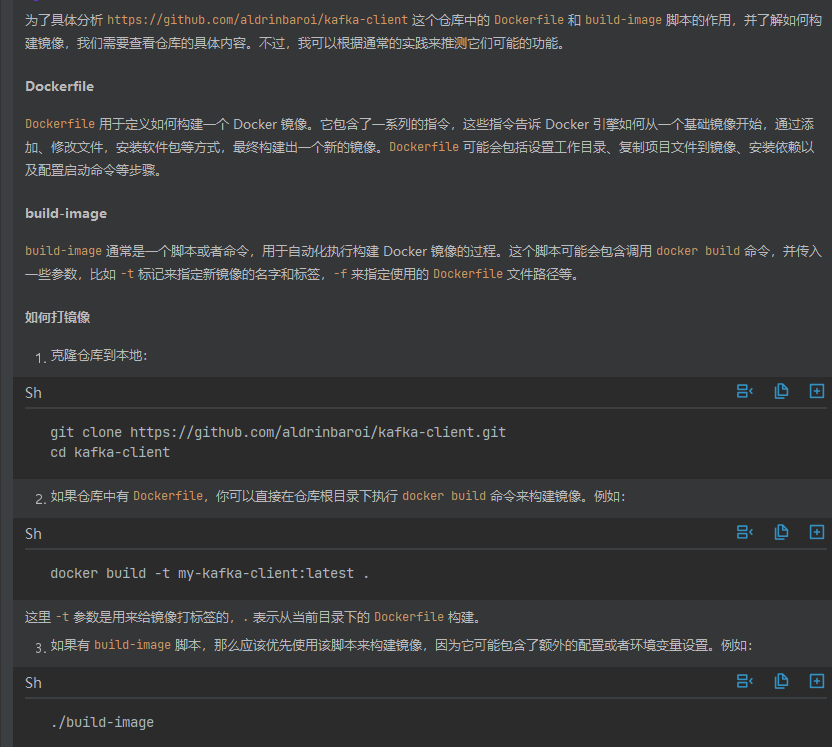 为了具体分析 https://github.com/aldrinbaroi/kafka-client 这个仓库中的 Dockerfile 和 build-image 脚本的作用，并了解如何构
建镜像，我们需要查看仓库的具体内容。不过，我可以根据通常的实践来推测它们可能的功能。
Dockerfile
Dockerfile 用于定义如何构建一个 Docker 镜像。它包含了一系列的指令，这些指令告诉 Docker 引擎如何从一个基础镜像开始，通过添
加、修改文件，安装软件包等方式，最终构建出一个新的镜像。Dockerfile 可能会包括设置工作目录、复制项目文件到镜像、安装依赖以
及配置启动命令等步骤。
build-image
build-image 通常是一个脚本或者命令，用于自动化执行构建 Docker 镜像的过程。这个脚本可能会包含调用 docker build 命令，并传入
一些参数，比如 -t 标记来指定新镜像的名字和标签，-f 来指定使用的 Dockerfile 文件路径等。
如何打镜像
1. 克隆仓库到本地：
Sh
git clone https://github.com/aldrinbaroi/kafka-client.git
cd kafka-client
2. 如果仓库中有 Dockerfile，你可以直接在仓库根目录下执行 docker build 命令来构建镜像。例如：
Sh
docker build -t my-kafka-client:latest .
这里 -t 参数是用来给镜像打标签的，. 表示从当前目录下的 Dockerfile 构建。
3. 如果有 build-image 脚本，那么应该优先使用该脚本来构建镜像，因为它可能包含了额外的配置或者环境变量设置。例如：
Sh
./build-image